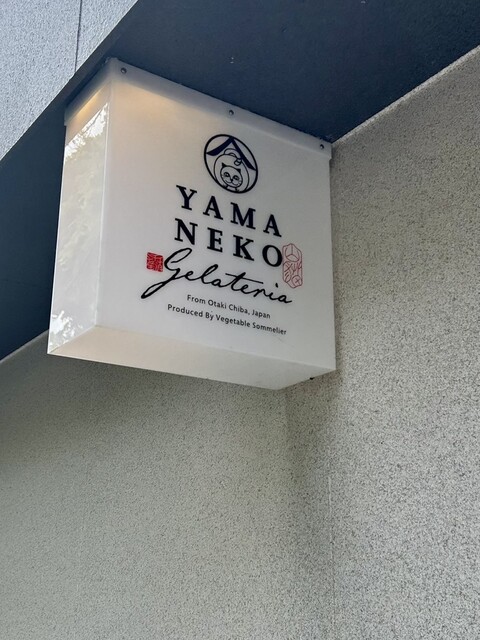 YAMA
NEKO
Gelateria
From Otaki Chiba, Japan
Produced By Vegetable Sommelier